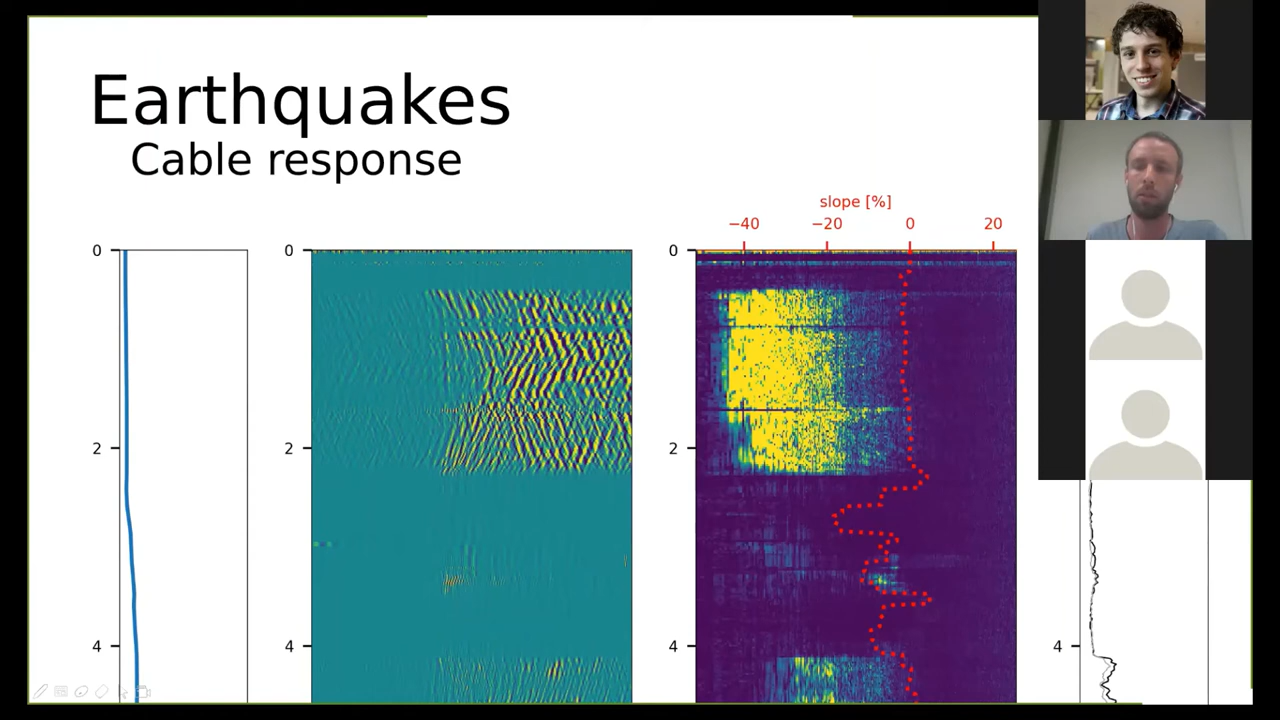 Earthquakes
Cable response
slope [%]
−40 −20 0 20
0 0 0
2 2 2
4 4 4 4